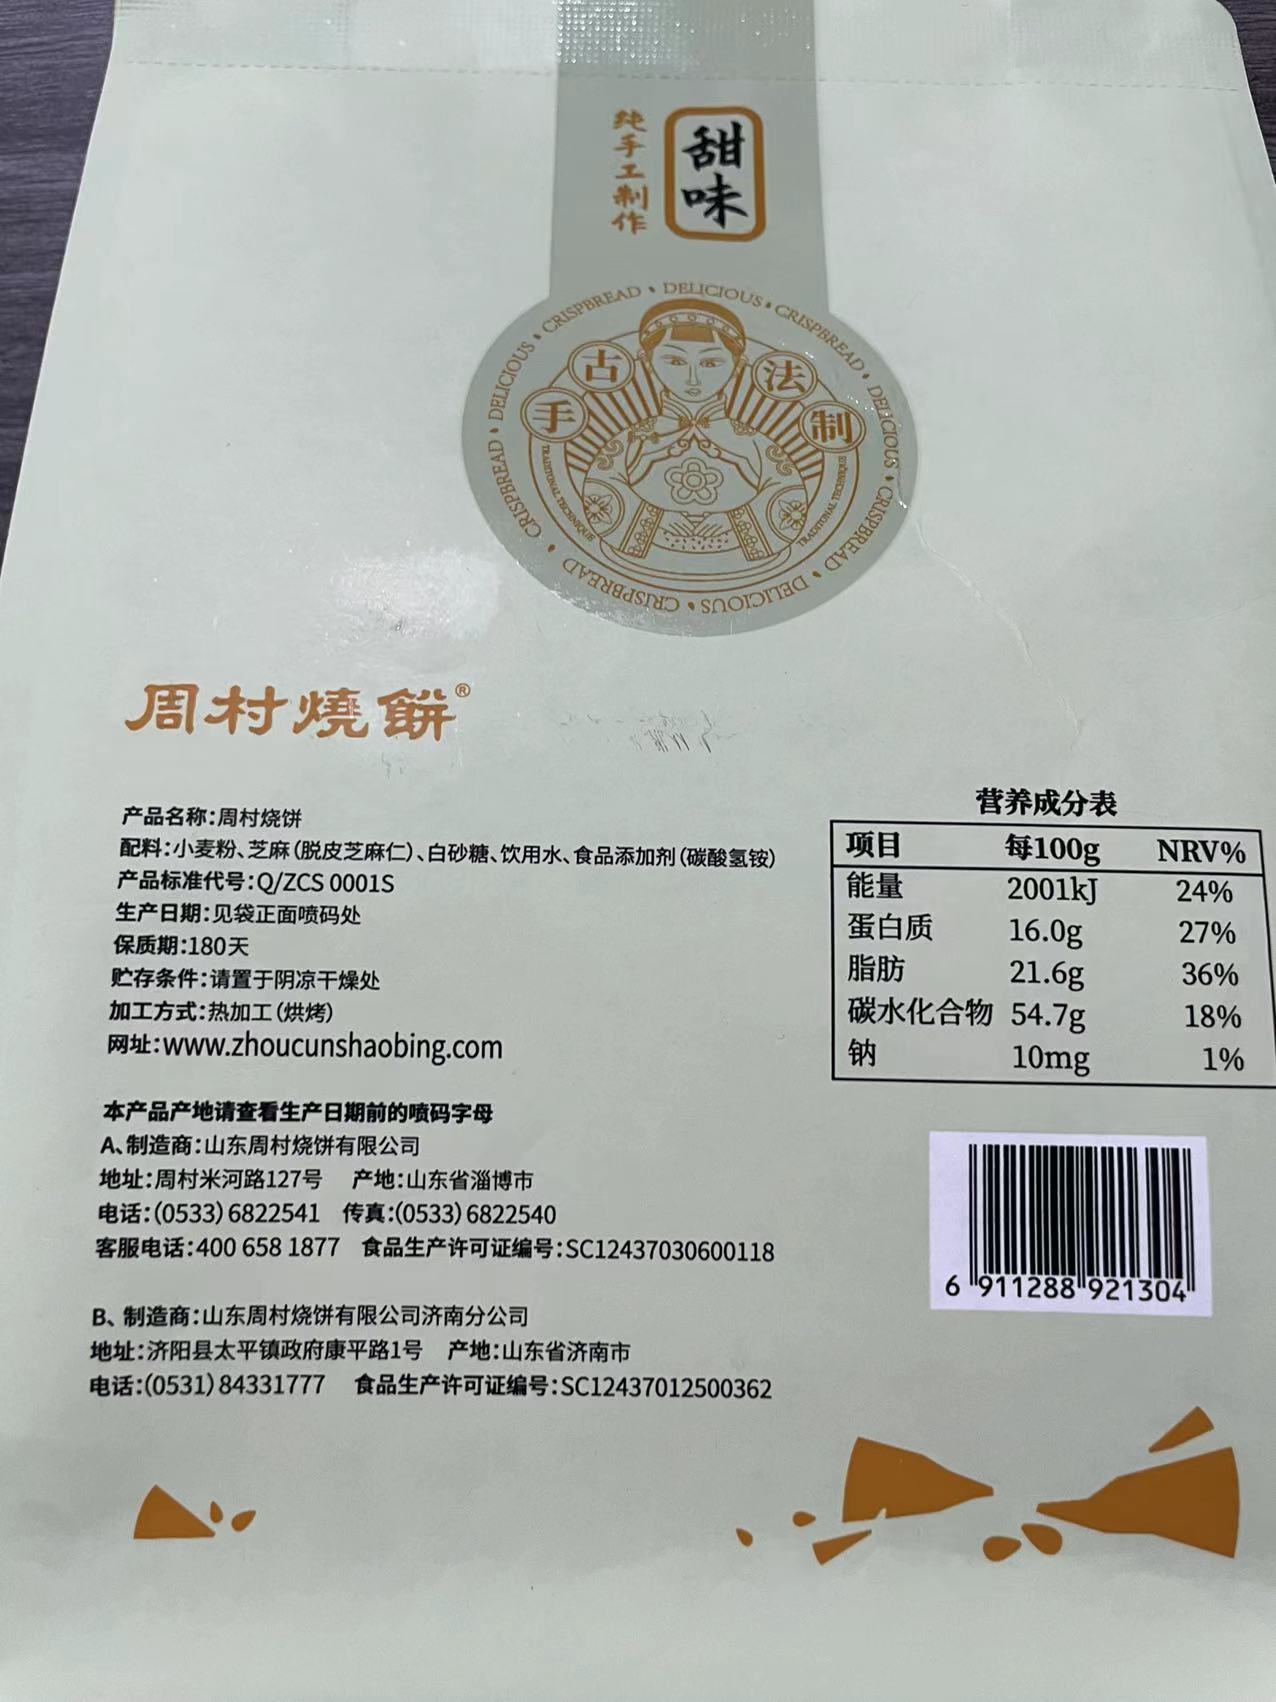 甜味
纯手工制作
DELICIOUS • CRISPBREAD • DELICIOUS • CRISPBREAD • DELICIOUS • CRISPBREAD • DELICIOUS • CRISPBREAD
手古法制
TRADITIONAL TECHNIQUE
TRADITIONAL TECHNIQUE
周村燒餅®
产品名称:周村烧饼
配料:小麦粉、芝麻(脱皮芝麻仁)、白砂糖、饮用水、食品添加剂(碳酸氢铵)
产品标准代号:Q/ZCS 0001S
生产日期:见袋正面喷码处
保质期:180天
贮存条件:请置于阴凉干燥处
加工方式:热加工(烘烤)
网址:www.zhoucunshaobing.com
营养成分表
项目 每100g NRV%
能量 2001kJ 24%
蛋白质 16.0g 27%
脂肪 21.6g 36%
碳水化合物 54.7g 18%
钠 10mg 1%
本产品产地请查看生产日期前的喷码字母
A、制造商:山东周村烧饼有限公司
地址:周村米河路127号 产地:山东省淄博市
电话:(0533)6822541 传真:(0533)6822540
客服电话:400 658 1877 食品生产许可证编号:SC12437030600118
B、制造商:山东周村烧饼有限公司济南分公司
地址:济阳县太平镇政府康平路1号 产地:山东省济南市
电话:(0531)84331777 食品生产许可证编号:SC12437012500362
6 911288 921304